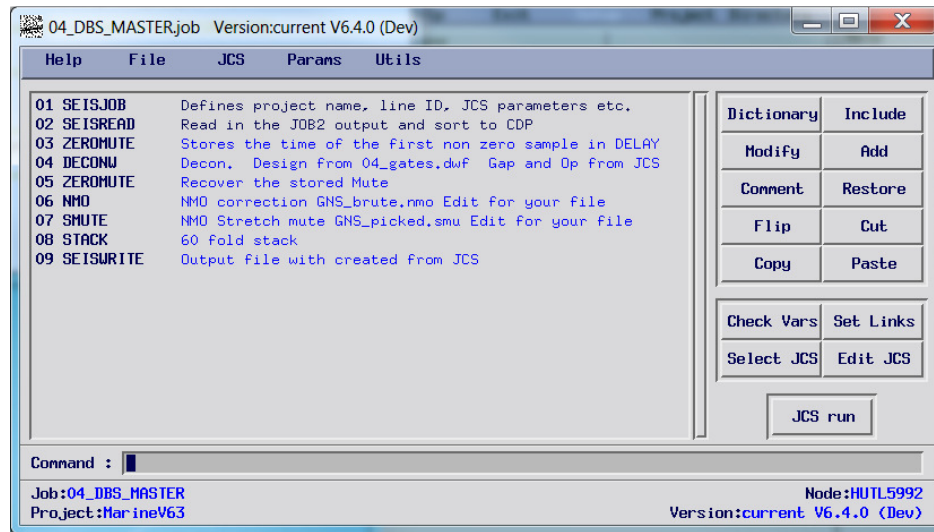 04_DBS_MASTER.job Version:current V6.4.0 (Dev)
Help File JCS Params Utils
01 SEISJOB Defines project name, line ID, JCS parameters etc.
02 SEISREAD Read in the JOB2 output and sort to CDP
03 ZEROMUTE Stores the time of the first non zero sample in DELAY
04 DECONW Decon. Design from 04_gates.dwf Gap and Op from JCS
05 ZEROMUTE Recover the stored Mute
06 NMO NMO correction GNS_brute.nmo Edit for your file
07 SMUTE NMO Stretch mute GNS_picked.smu Edit for your file
08 STACK 60 fold stack
09 SEISWRITE Output file with created from JCS
Dictionary Include
Modify Add
Comment Restore
Flip Cut
Copy Paste
Check Vars Set Links
Select JCS Edit JCS
JCS run
Command :
Job:04_DBS_MASTER Node:HUTL5992
Project:MarineV63 Version:current V6.4.0 (Dev)